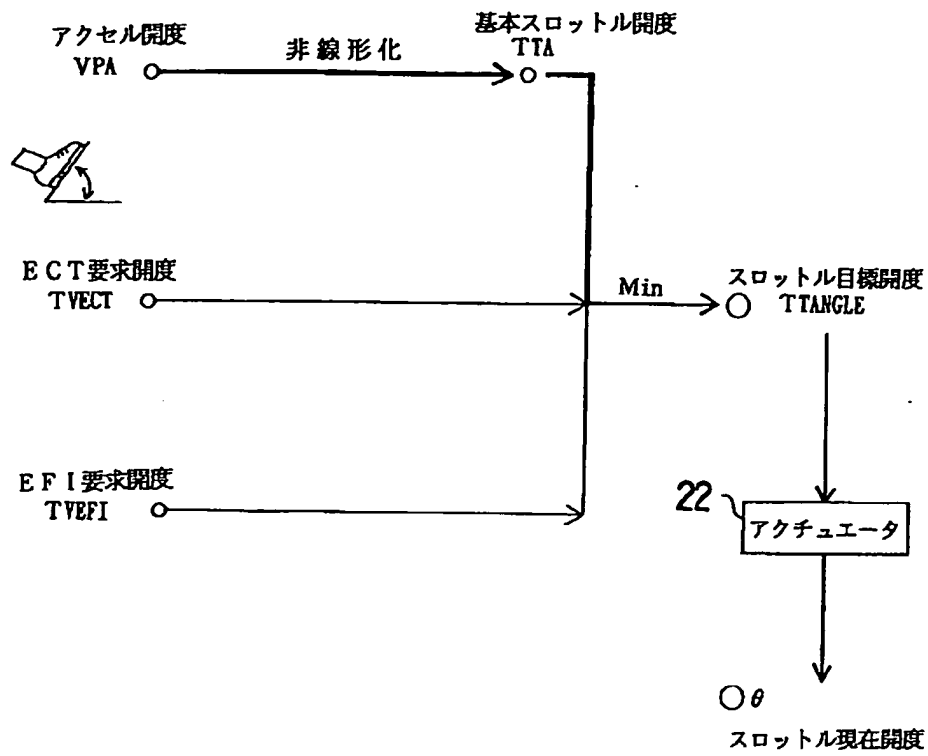 アクセル開度
VPA
非線形化
基本スロットル開度
TTA
ECT要求開度
TVECT
Min
スロットル目標開度
TTANGLE
EFI要求開度
TVEFI
22
アクチュエータ
θ
スロットル現在開度